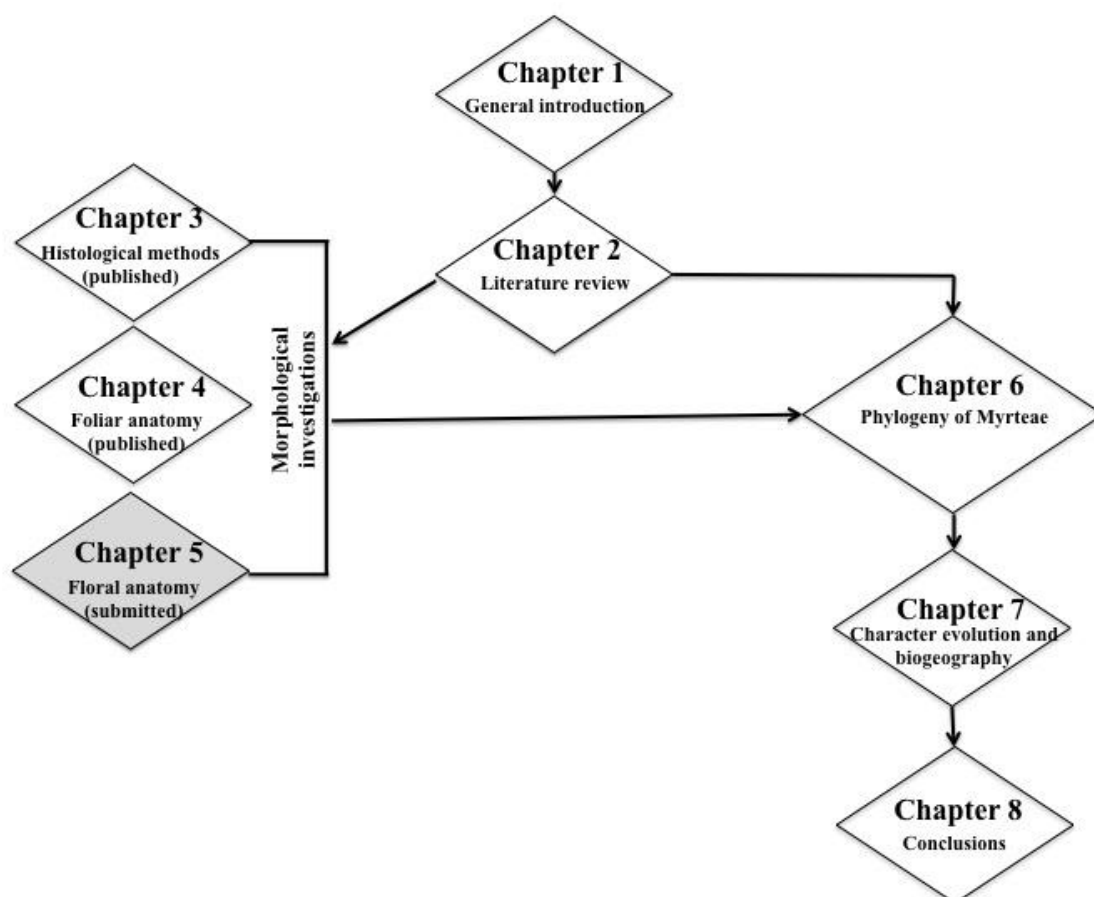 Chapter 1
General introduction
Chapter 2
Literature review
Chapter 3
Histological methods
(published)
Chapter 4
Foliar anatomy
(published)
Chapter 5
Floral anatomy
(submitted)
Morphological
investigations
Chapter 6
Phylogeny of Myrteae
Chapter 7
Character evolution and
biogeography
Chapter 8
Conclusions